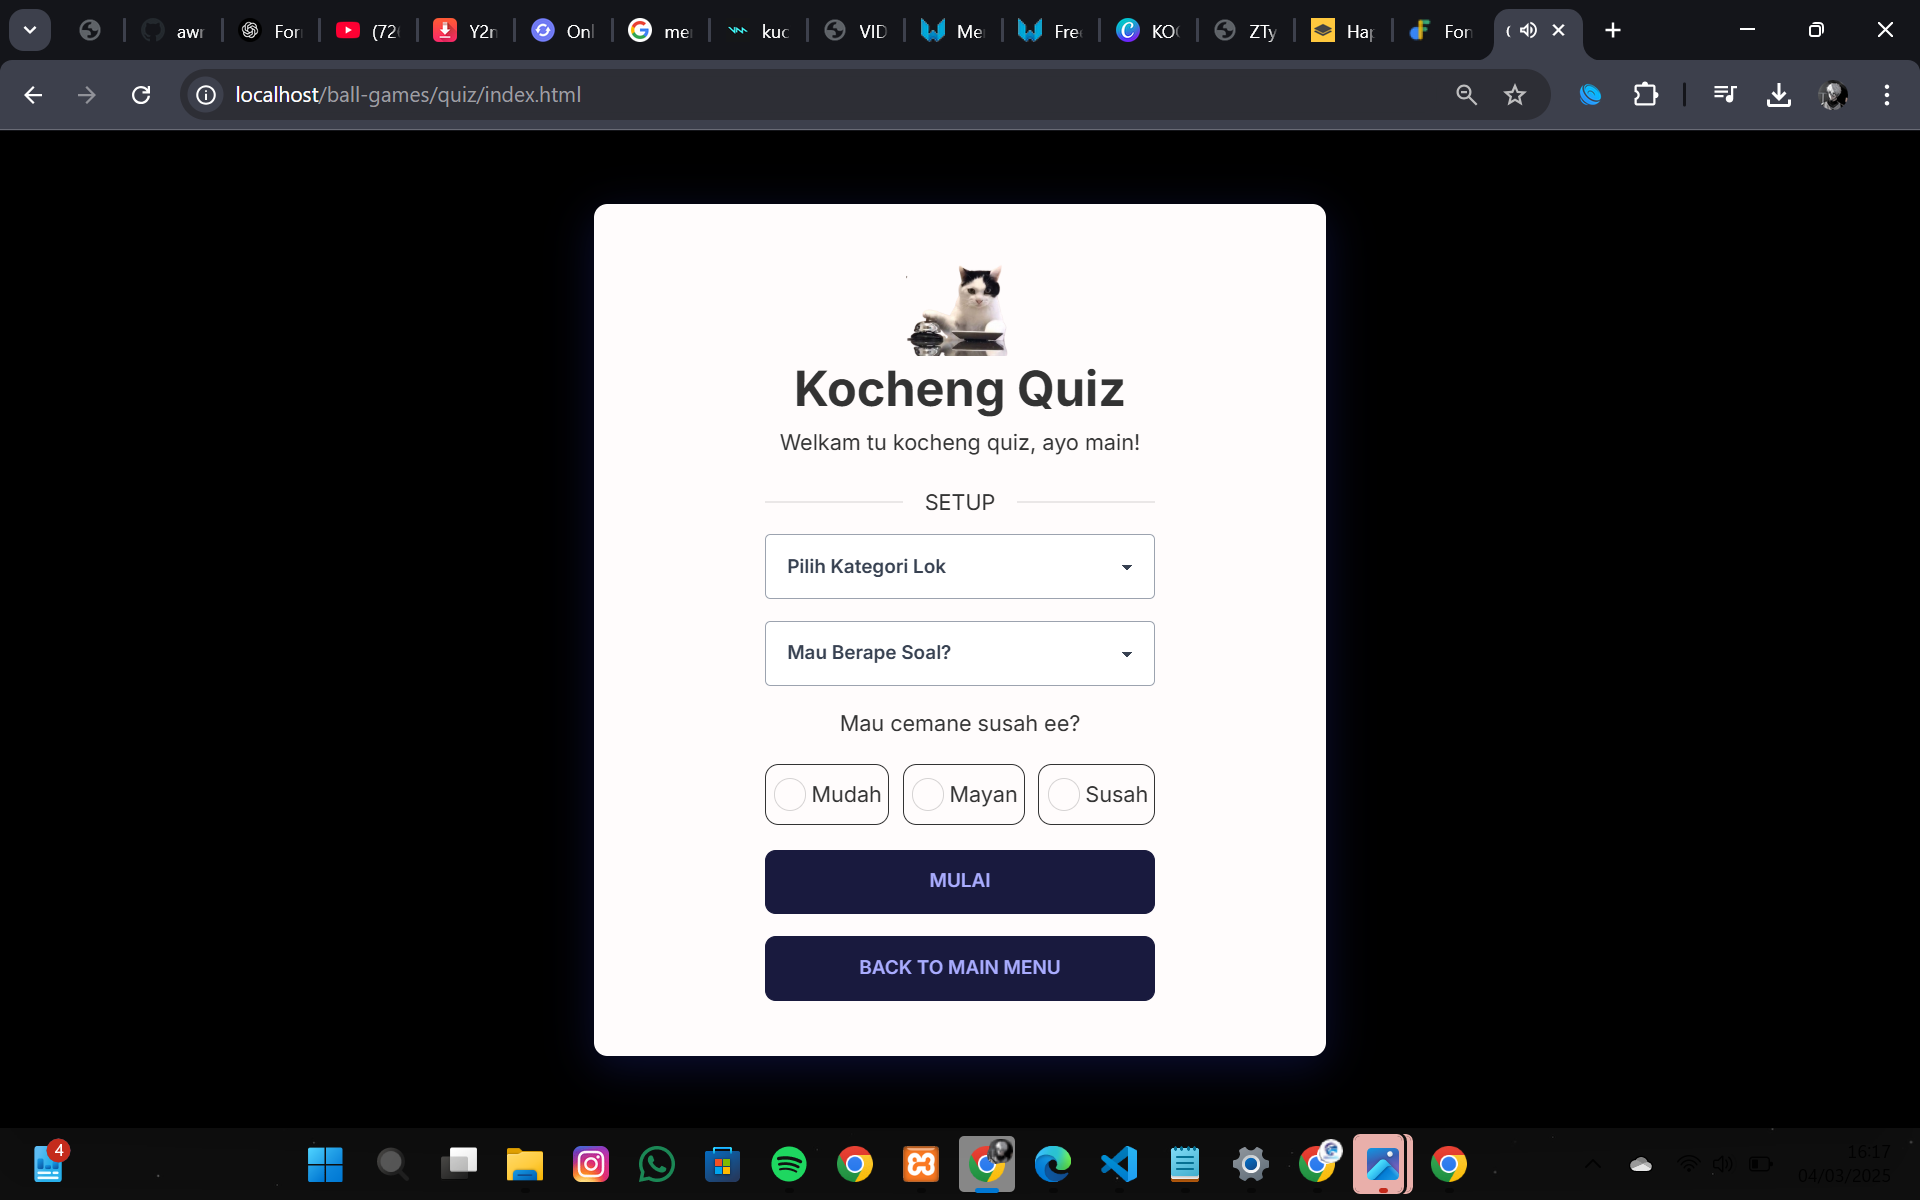 awr
For
(72
Y2m
Onl
me
kuc
VID
Me
Fre
KO
ZTy
Hap
For
(
localhost/ball-games/quiz/index.html
Kocheng Quiz
Welkam tu kocheng quiz, ayo main!
SETUP
Pilih Kategori Lok
Mau Berape Soal?
Mau cemane susah ee?
Mudah
Mayan
Susah
MULAI
BACK TO MAIN MENU
4
16:17
04/03/2025